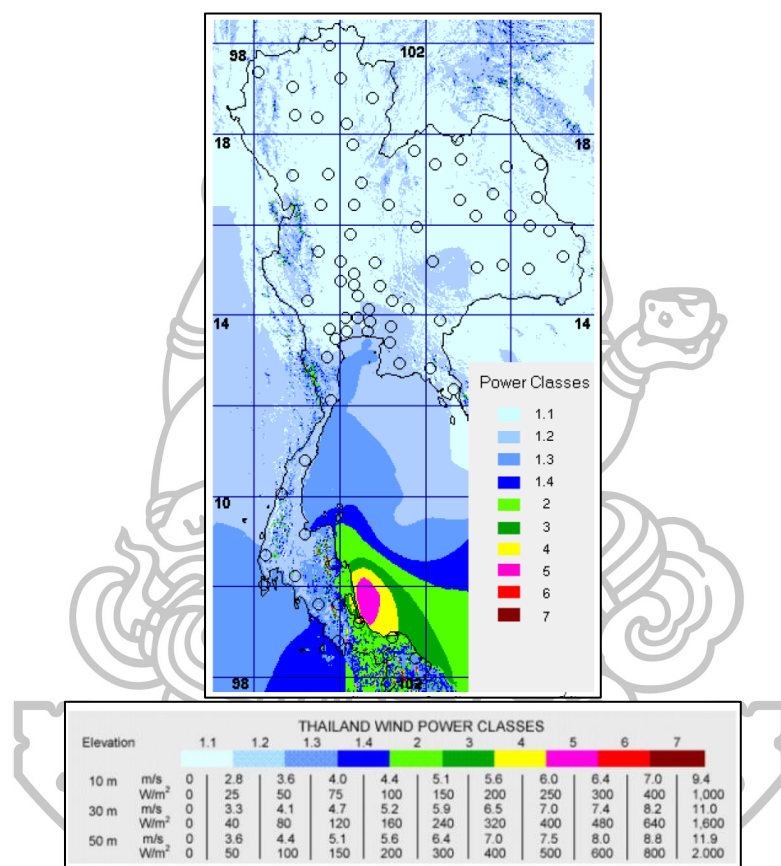 98 102
18 18
14 14
Power Classes
1.1
1.2
1.3
1.4
2
3
4
5
6
7
10
98 102
THAILAND WIND POWER CLASSES
Elevation 1.1 1.2 1.3 1.4 2 3 4 5 6 7
10 m m/s 0 2.8 3.6 4.0 4.4 5.1 5.6 6.0 6.4 7.0 9.4
W/m² 0 25 50 75 100 150 200 250 300 400 1,000
30 m m/s 0 3.3 4.1 4.7 5.2 5.9 6.5 7.0 7.4 8.2 11.0
W/m² 0 40 80 120 160 240 320 400 480 640 1,600
50 m m/s 0 3.6 4.4 5.1 5.6 6.4 7.0 7.5 8.0 8.8 11.9
W/m² 0 50 100 150 200 300 400 500 600 800 2.000